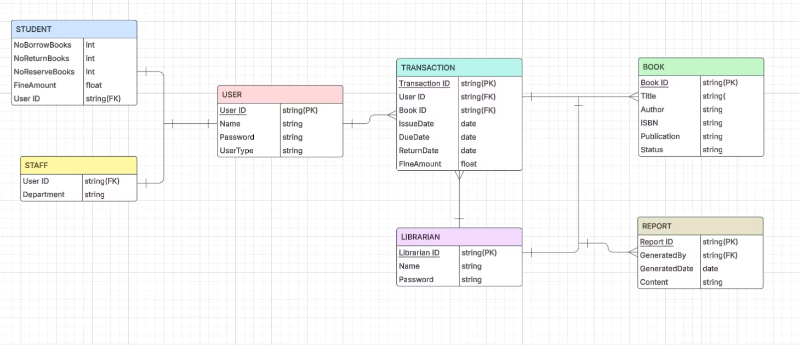 STUDENT
NoBorrowBooks int
NoReturnBooks int
NoReserveBooks int
FineAmount float
User ID string(FK)
STAFF
User ID string(FK)
Department string
USER
User ID string(PK)
Name string
Password string
UserType string
TRANSACTION
Transaction ID string(PK)
User ID string(FK)
Book ID string(FK)
IssueDate date
DueDate date
ReturnDate date
FineAmount float
LIBRARIAN
Librarian ID string(PK)
Name string
Password string
BOOK
Book ID string(PK)
Title string(
Author string
ISBN string
Publication string
Status string
REPORT
Report ID string(PK)
GeneratedBy string(FK)
GeneratedDate date
Content string